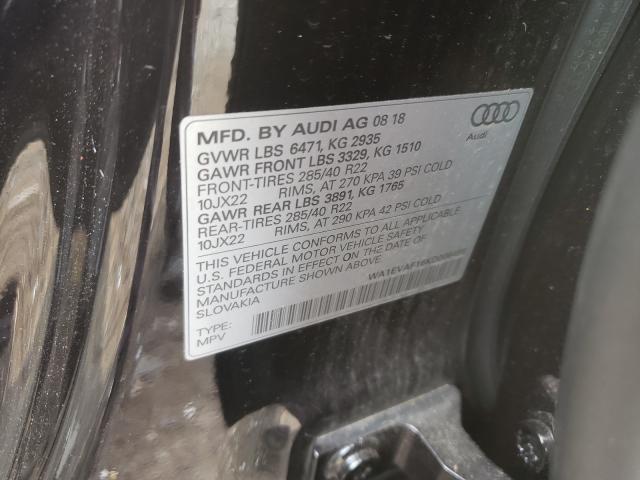 MFD. BY AUDI AG 08 18
GVWR LBS 6471, KG 2935
GAWR FRONT LBS 3329, KG 1510
FRONT-TIRES 285/40 R22
10JX22 RIMS, AT 270 KPA 39 PSI COLD
GAWR REAR LBS 3891, KG 1765
REAR-TIRES 285/40 R22
10JX22 RIMS, AT 290 KPA 42 PSI COLD
THIS VEHICLE CONFORMS TO ALL APPLICABLE
U.S. FEDERAL MOTOR VEHICLE SAFETY
STANDARDS IN EFFECT ON THE DATE OF
MANUFACTURE SHOWN ABOVE.
SLOVAKIA
TYPE:
MPV
Audi